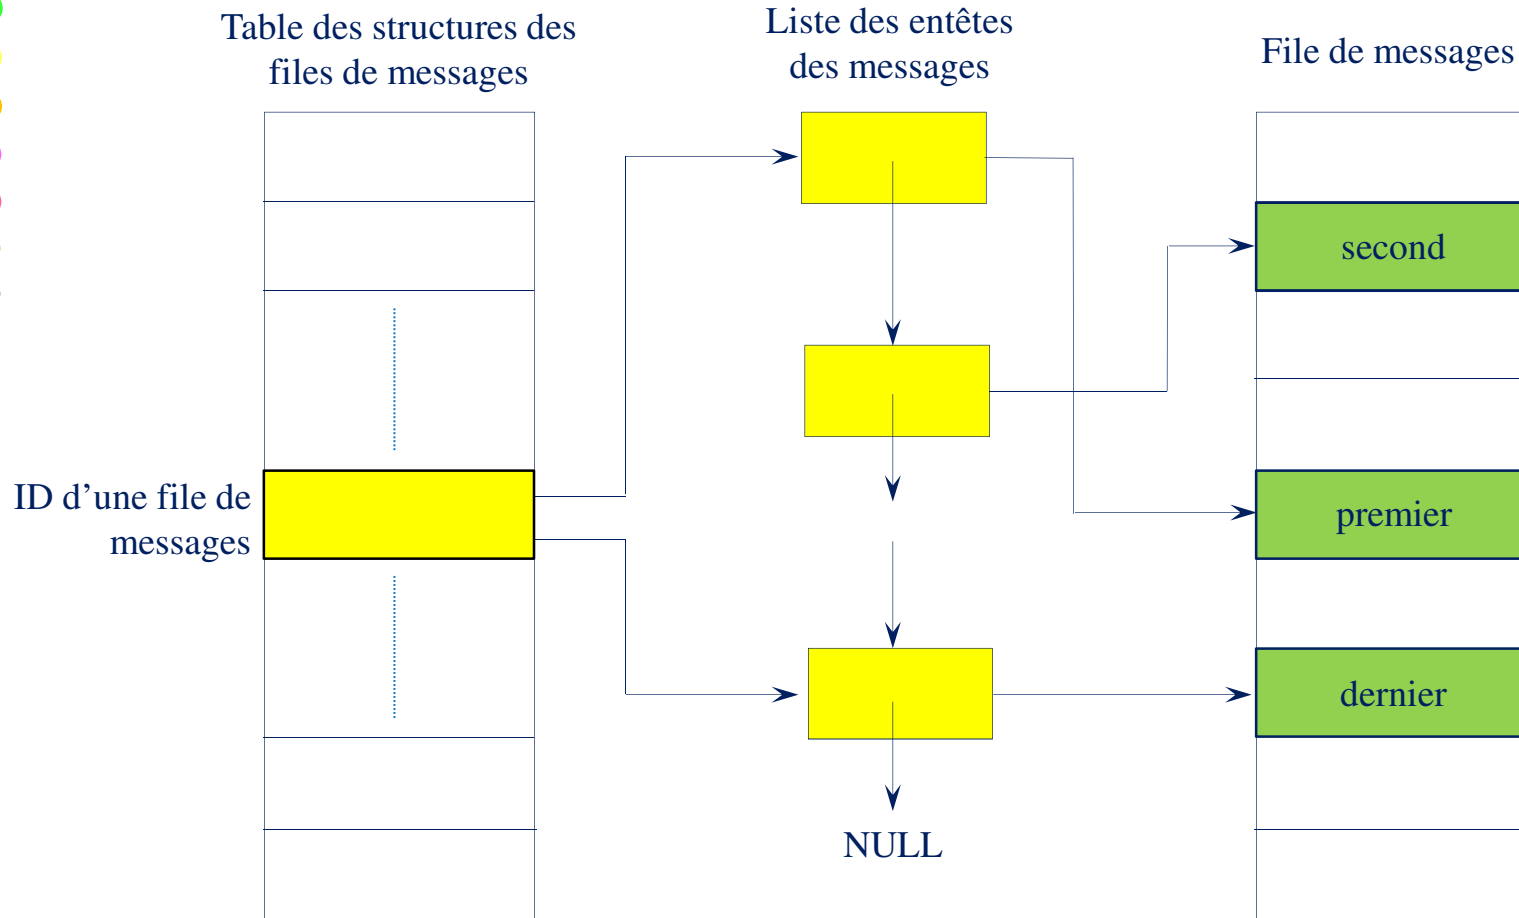 Table des structures des
files de messages
Liste des entêtes
des messages
File de messages
second
ID d’une file de
messages
premier
dernier
NULL